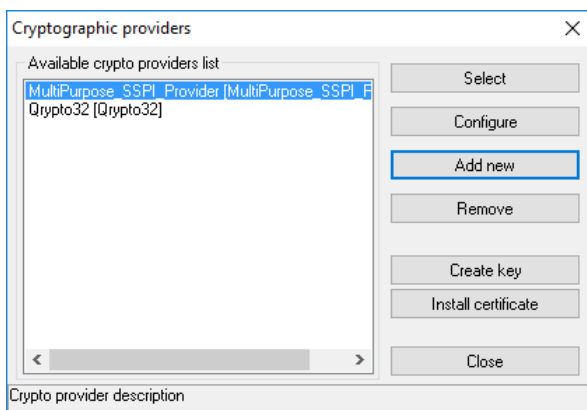 Cryptographic providers
Available crypto providers list
MultiPurpose_SSPI_Provider [MultiPurpose_SSPI_F
Qrypto32 [Qrypto32]
Select
Configure
Add new
Remove
Create key
Install certificate
Close
Crypto provider description